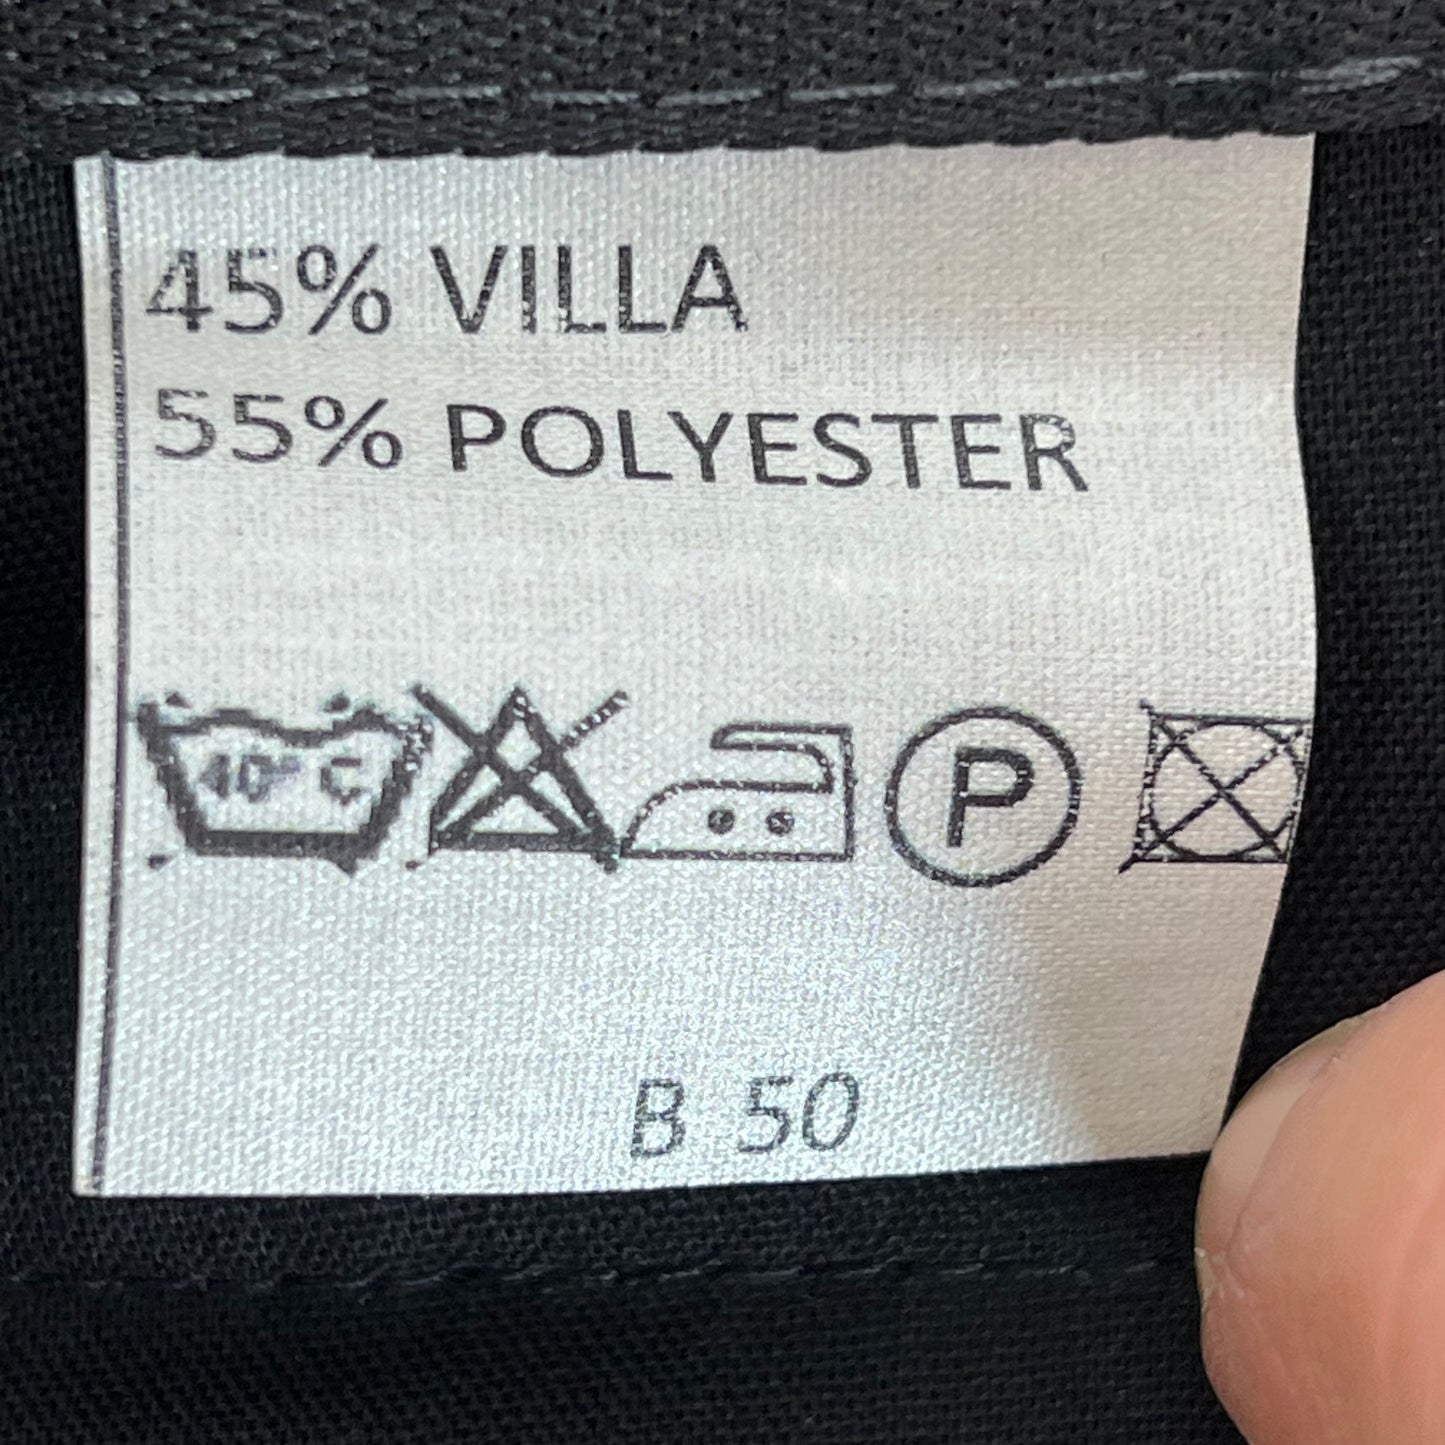 45% VILLA
55% POLYESTER
40° C P
B 50